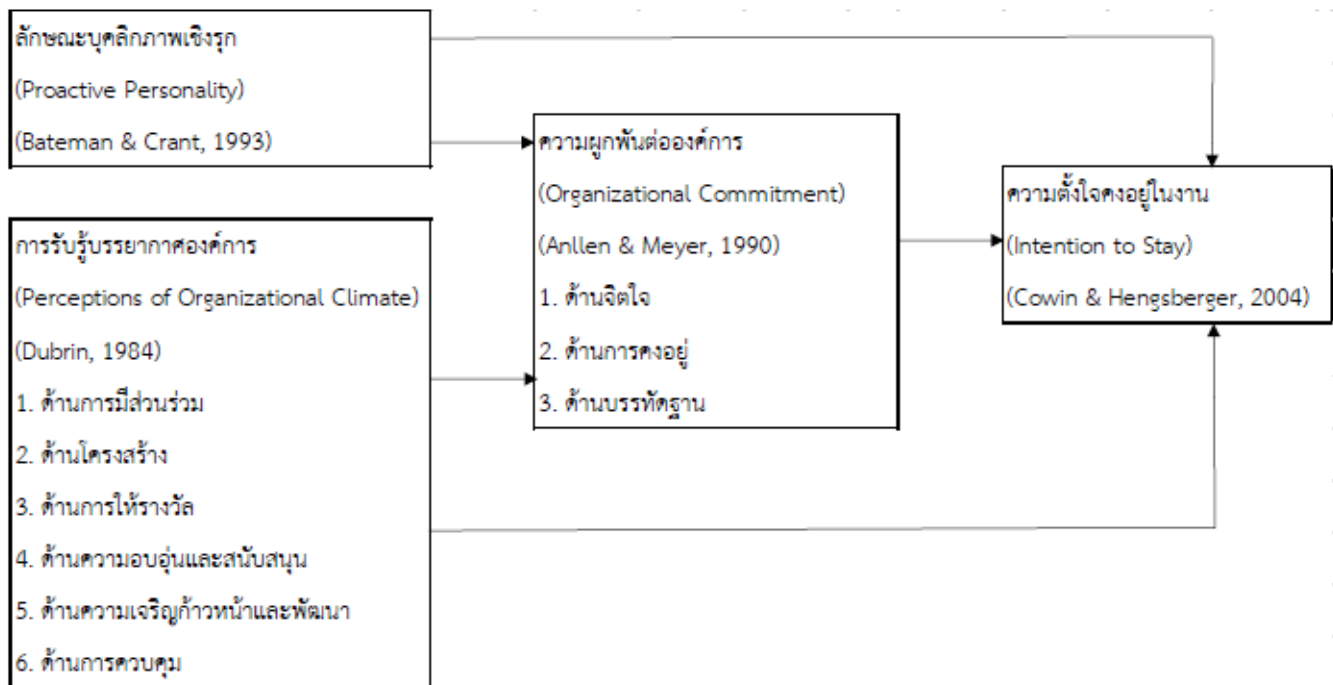 ลักษณะบุคลิกภาพเชิงรุก
(Proactive Personality)
(Bateman & Crant, 1993)
การรับรู้บรรยากาศองค์การ
(Perceptions of Organizational Climate)
(Dubrin, 1984)
1. ด้านการมีส่วนร่วม
2. ด้านโครงสร้าง
3. ด้านการให้รางวัล
4. ด้านความอบอุ่นและสนับสนุน
5. ด้านความเจริญก้าวหน้าและพัฒนา
6. ด้านการควบคุม
ความผูกพันต่อองค์การ
(Organizational Commitment)
(Anllen & Meyer, 1990)
1. ด้านจิตใจ
2. ด้านการคงอยู่
3. ด้านบรรทัดฐาน
ความตั้งใจคงอยู่ในงาน
(Intention to Stay)
(Cowin & Hengsberger, 2004)